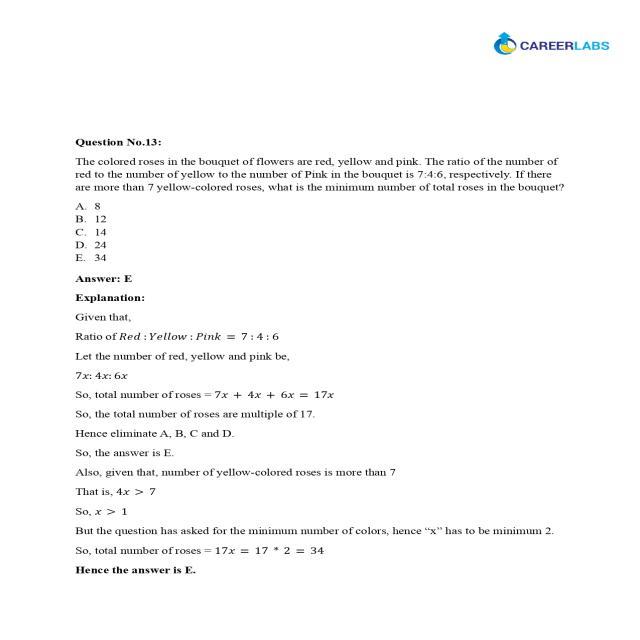 CAREERLABS
Question No.13:
The colored roses in the bouquet of flowers are red, yellow and pink. The ratio of the number of
red to the number of yellow to the number of Pink in the bouquet is 7:4:6, respectively. If there
are more than 7 yellow-colored roses, what is the minimum number of total roses in the bouquet?
A. 8
B. 12
C. 14
D. 24
E. 34
Answer: E
Explanation:
Given that,
Ratio of Red : Yellow : Pink = 7 : 4 : 6
Let the number of red, yellow and pink be,
7x: 4x: 6x
So, total number of roses = 7x + 4x + 6x = 17x
So, the total number of roses are multiple of 17.
Hence eliminate A, B, C and D.
So, the answer is E.
Also, given that, number of yellow-colored roses is more than 7
That is, 4x > 7
So, x > 1
But the question has asked for the minimum number of colors, hence “x” has to be minimum 2.
So, total number of roses = 17x = 17 * 2 = 34
Hence the answer is E.